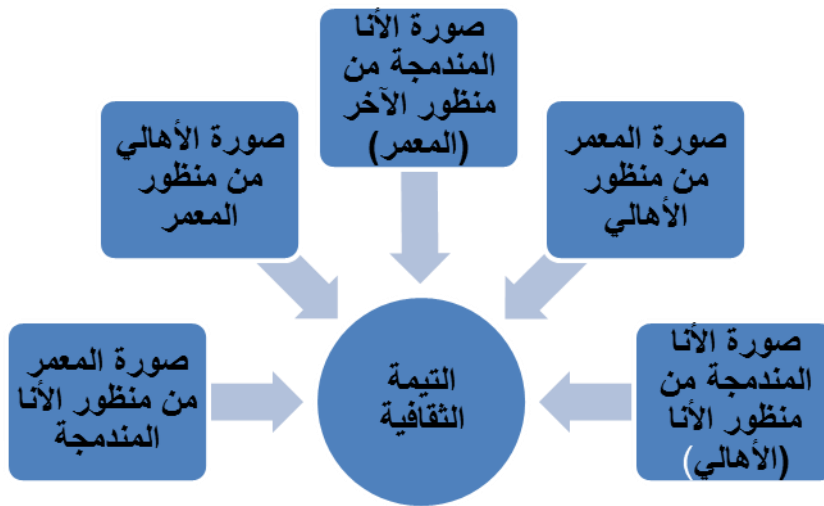 صورة الأنا
المندمجة من
منظور الآخر
(المعمر)
صورة المعمر
من منظور
الأهالي
صورة الأهالي
من منظور
المعمر
صورة الأنا
المندمجة من
منظور الأنا
(الأهالي)
صورة المعمر
من منظور الأنا
المندمجة
التيمة
الثقافية